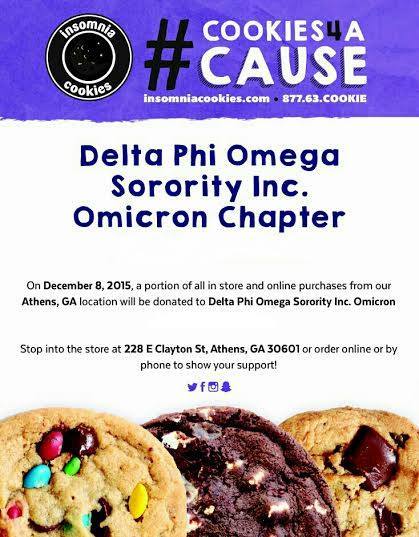 insomnia
cookies
#COOKIES4A
CAUSE
insomniacookies.com • 877.63.COOKIE
Delta Phi Omega
Sorority Inc.
Omicron Chapter
On December 8, 2015, a portion of all in store and online purchases from our
Athens, GA location will be donated to Delta Phi Omega Sorority Inc. Omicron
Stop into the store at 228 E Clayton St, Athens, GA 30601 or order online or by
phone to show your support!